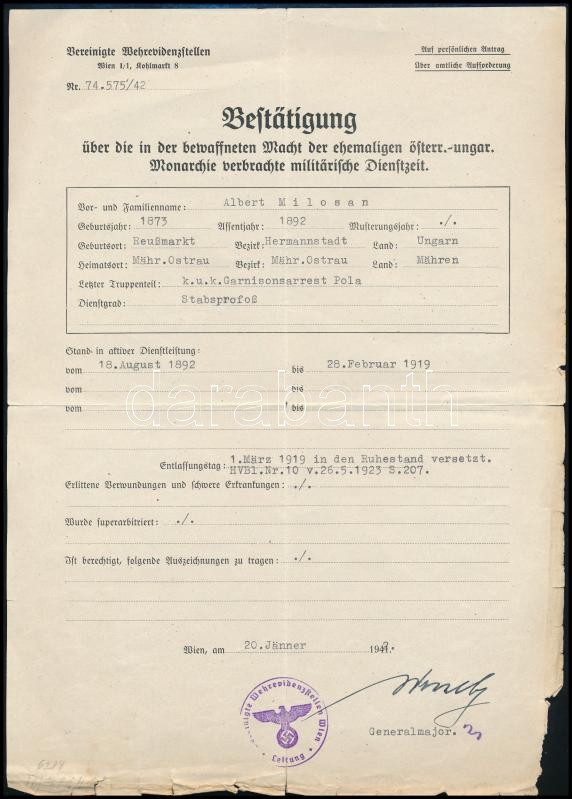 Vereinigte Wehrevidenzstellen
Wien I/1, Kohlmarkt 8
Nr. 74.575/42
Auf persönlichen Antrag
Über amtliche Aufforderung
Bestätigung
über die in der bewaffneten Macht der ehemaligen österr.-ungar.
Monarchie verbrachte militärische Dienstzeit.
Vor- und Familienname: Albert Milosan
Geburtsjahr: 1873 Assentjahr: 1892 Musterungsjahr: ./.
Geburtsort: Reußmarkt Bezirk: Hermannstadt Land: Ungarn
Heimatsort: Mähr.Ostrau Bezirk: Mähr.Ostrau Land: Mähren
Letzter Truppenteil: k.u.k.Garnisonsarrest Pola
Dienstgrad: Stabsprofoß
Stand in aktiver Dienstleistung:
vom 18.August 1892 bis 28.Februar 1919
vom bis
vom bis
darabanth
Entlassungstag: 1.März 1919 in den Ruhestand versetzt.
HVBl.Nr.10 v.26.5.1923 S.207.
Erlittene Verwundungen und schwere Erkrankungen: ./.
Wurde superarbitriert: ./.
Ist berechtigt, folgende Auszeichnungen zu tragen: ./.
Wien, am 20.Jänner 1942.
Vereinigte Wehrevidenzstellen Wien
Leitung
Generalmajor.